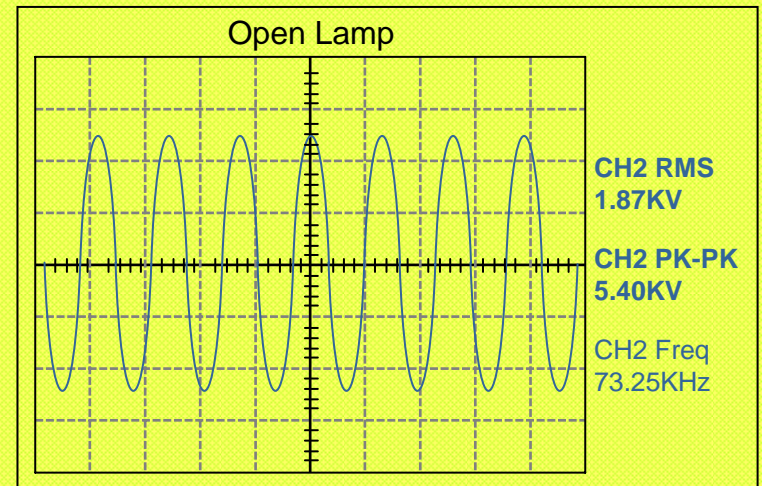 Open Lamp
CH2 RMS
1.87KV
CH2 PK-PK
5.40KV
CH2 Freq
73.25KHz